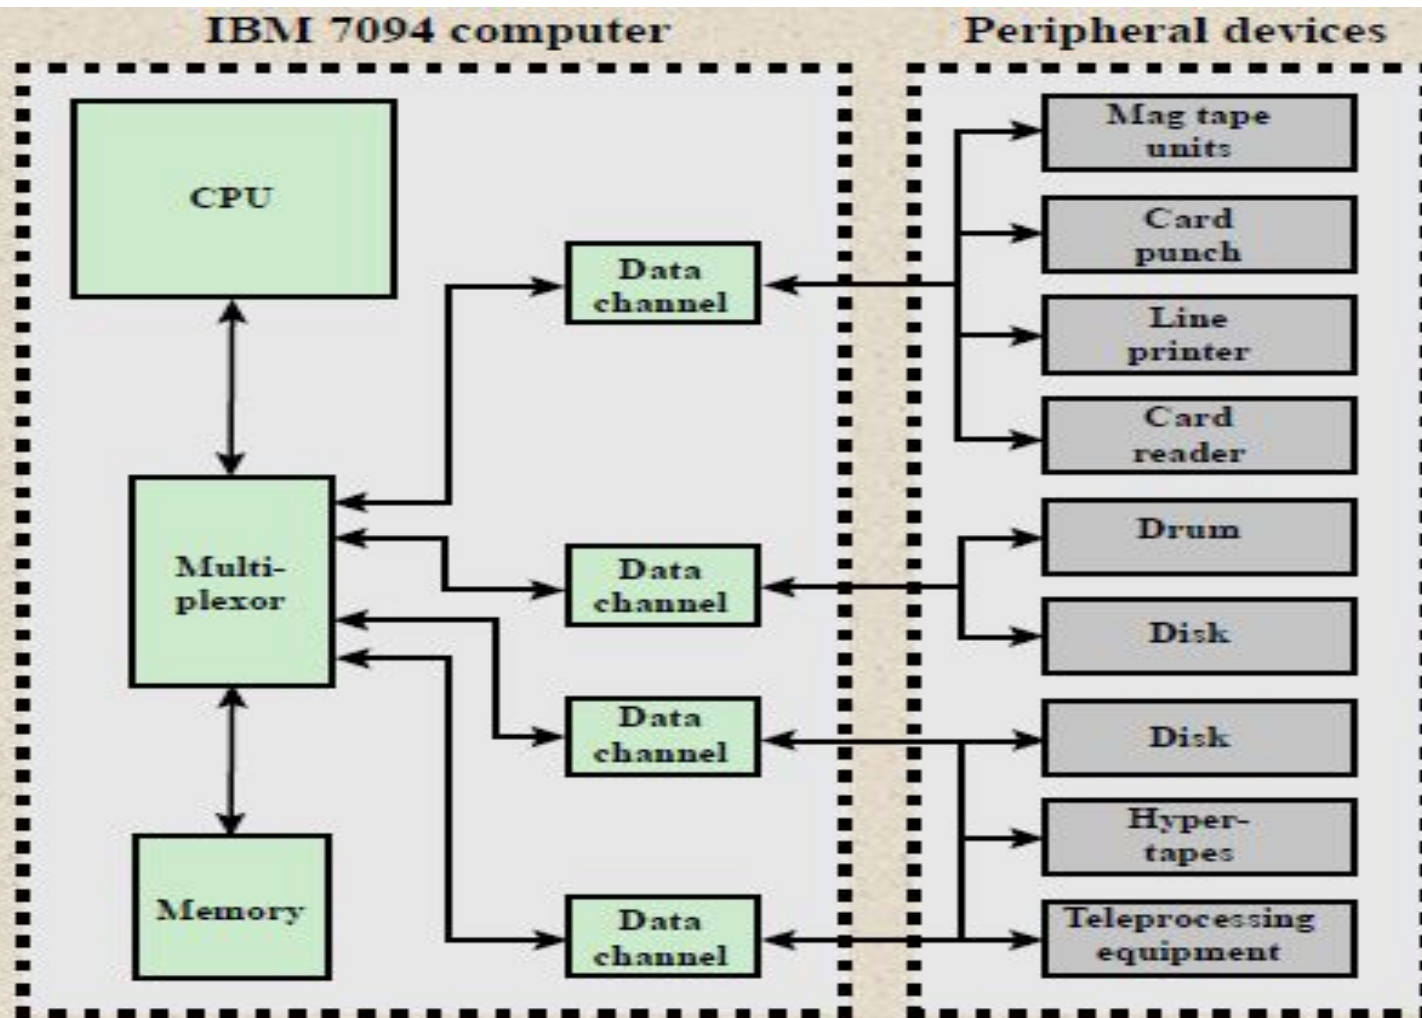 IBM 7094 computer
Peripheral devices
CPU
Data
channel
Multi-
plexor
Data
channel
Data
channel
Memory
Data
channel
Mag tape
units
Card
punch
Line
printer
Card
reader
Drum
Disk
Disk
Hyper-
tapes
Teleprocessing
equipment